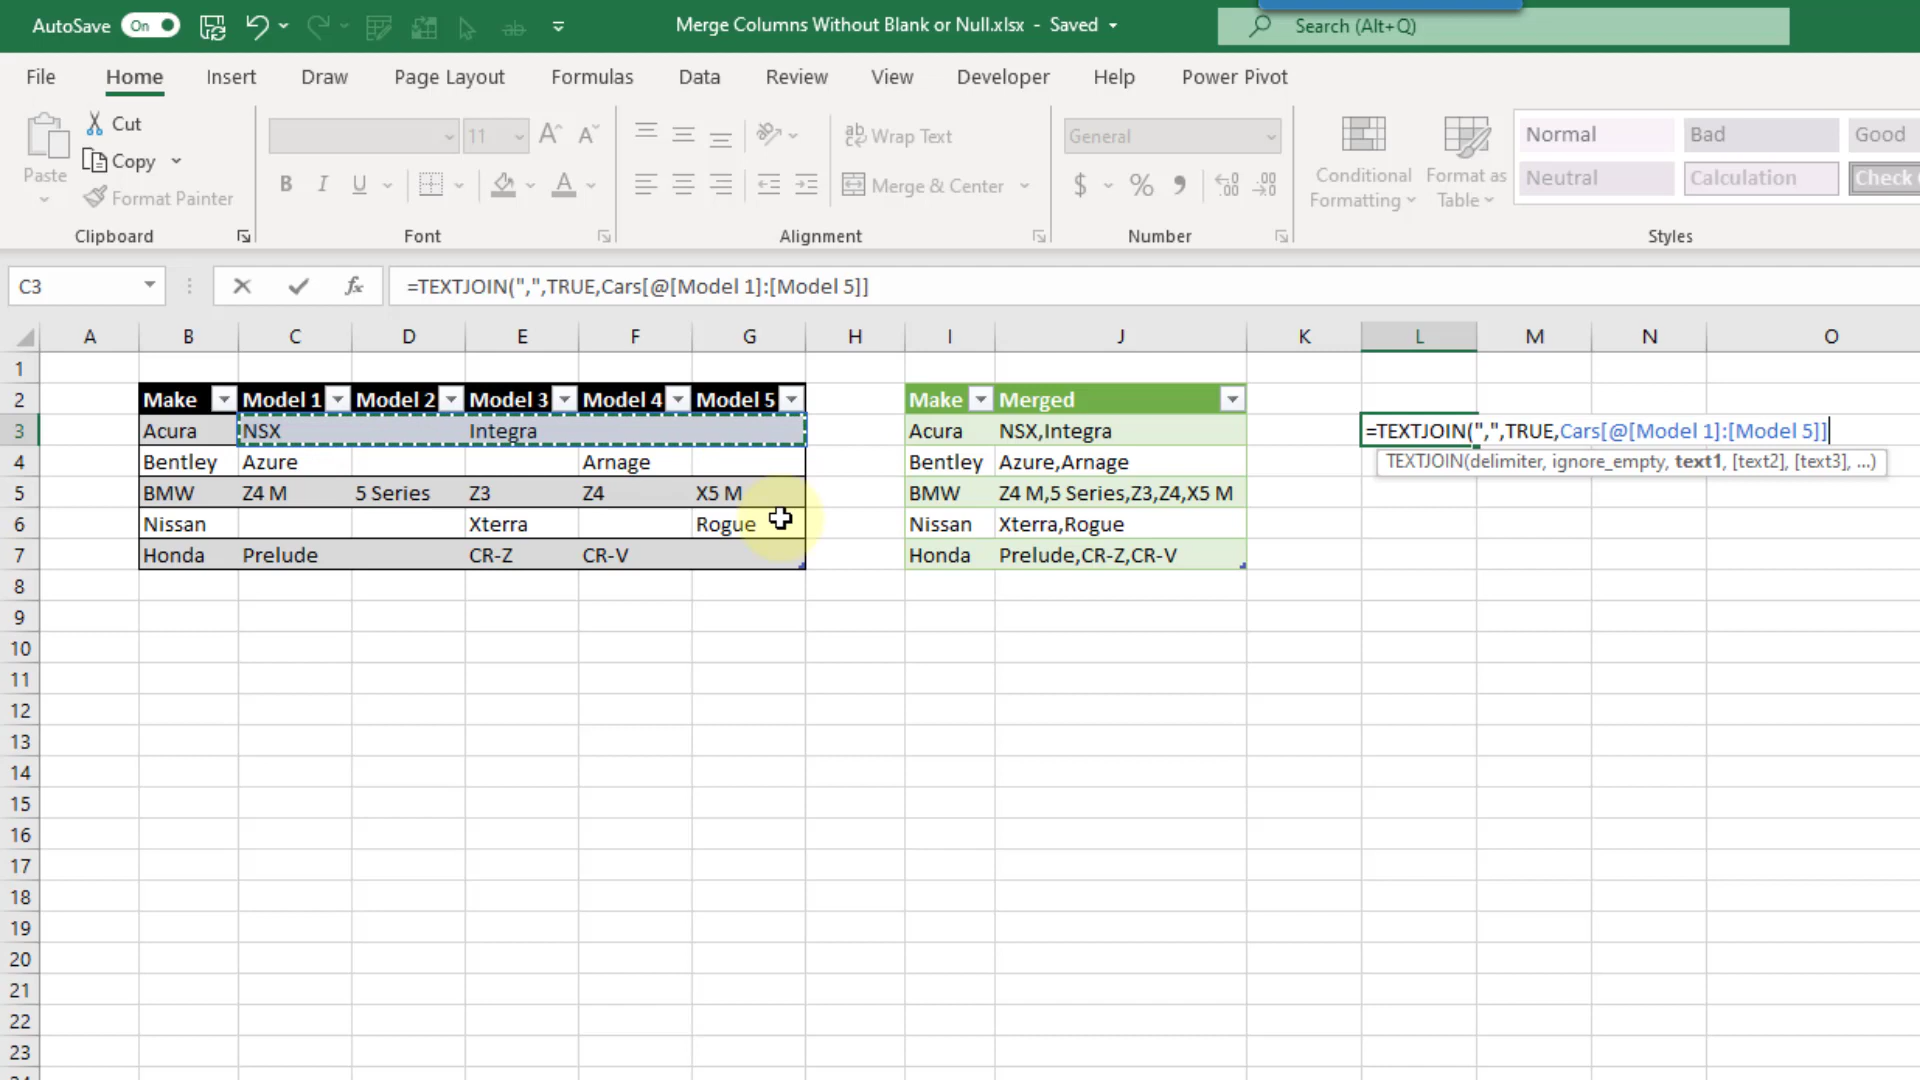 AutoSave On Merge Columns Without Blank or Null.xlsx - Saved Search (Alt+Q)
File Home Insert Draw Page Layout Formulas Data Review View Developer Help Power Pivot
Paste
Cut
Copy
Format Painter
Clipboard
11
B I U
Font
Wrap Text
Merge & Center
Alignment
General
$ %
Number
Conditional Formatting
Format as Table
Normal Bad Good
Neutral Calculation Check
Styles
C3 fx =TEXTJOIN(",",TRUE,Cars[@[Model 1]:[Model 5]]
A B C D E F G H I J K L M N O
1
2 Make Model 1 Model 2 Model 3 Model 4 Model 5 Make Merged
3 Acura NSX Integra Acura NSX,Integra =TEXTJOIN(",",TRUE,Cars[@[Model 1]:[Model 5]]
TEXTJOIN(delimiter, ignore_empty, text1, [text2], [text3], ...)
4 Bentley Azure Arnage Bentley Azure,Arnage
5 BMW Z4 M 5 Series Z3 Z4 X5 M BMW Z4 M,5 Series,Z3,Z4,X5 M
6 Nissan Xterra Rogue Nissan Xterra,Rogue
7 Honda Prelude CR-Z CR-V Honda Prelude,CR-Z,CR-V
8
9
10
11
12
13
14
15
16
17
18
19
20
21
22
23